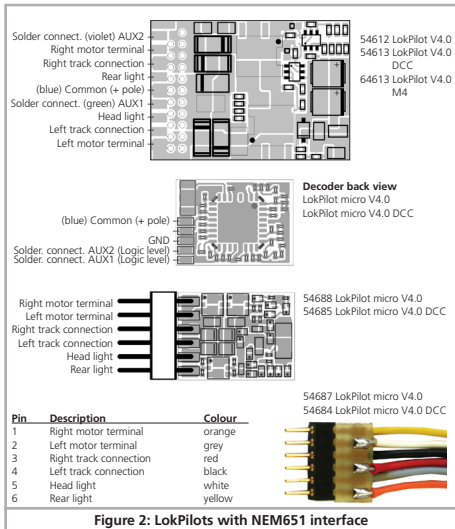 Solder connect. (violet) AUX2
Right motor terminal
Right track connection
Rear light
(blue) Common (+ pole)
Solder connect. (green) AUX1
Head light
Left track connection
Left motor terminal
54612 LokPilot V4.0
54613 LokPilot V4.0
DCC
64613 LokPilot V4.0
M4
Decoder back view
LokPilot micro V4.0
LokPilot micro V4.0 DCC
(blue) Common (+ pole)
GND
Solder. connect. AUX2 (Logic level)
Solder. connect. AUX1 (Logic level)
Right motor terminal
Left motor terminal
Right track connection
Left track connection
Head light
Rear light
54688 LokPilot micro V4.0
54685 LokPilot micro V4.0 DCC
54687 LokPilot micro V4.0
54684 LokPilot micro V4.0 DCC
Pin Description Colour
1 Right motor terminal orange
2 Left motor terminal grey
3 Right track connection red
4 Left track connection black
5 Head light white
6 Rear light yellow
Figure 2: LokPilots with NEM651 interface